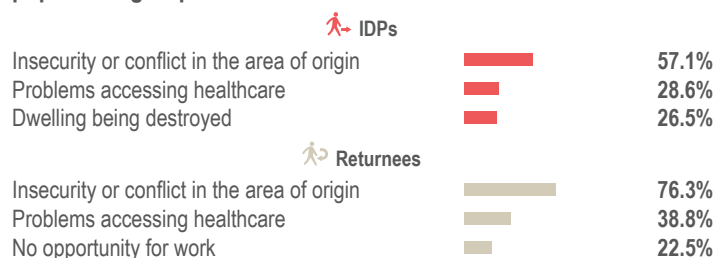 IDPs
Insecurity or conflict in the area of origin 57.1%
Problems accessing healthcare 28.6%
Dwelling being destroyed 26.5%
Returnees
Insecurity or conflict in the area of origin 76.3%
Problems accessing healthcare 38.8%
No opportunity for work 22.5%